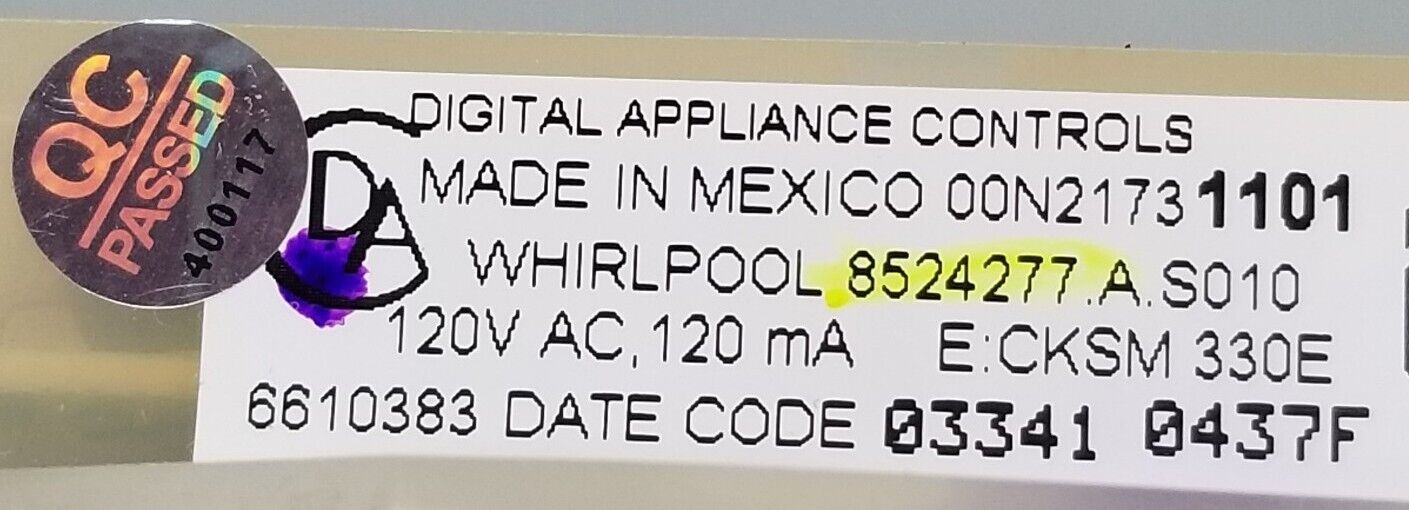 QC
PASSED
400117
DIGITAL APPLIANCE CONTROLS
DA
MADE IN MEXICO 00N2173 1101
WHIRLPOOL 8524277.A.S010
120V AC,120 mA E:CKSM 330E
6610383 DATE CODE 03341 0437F